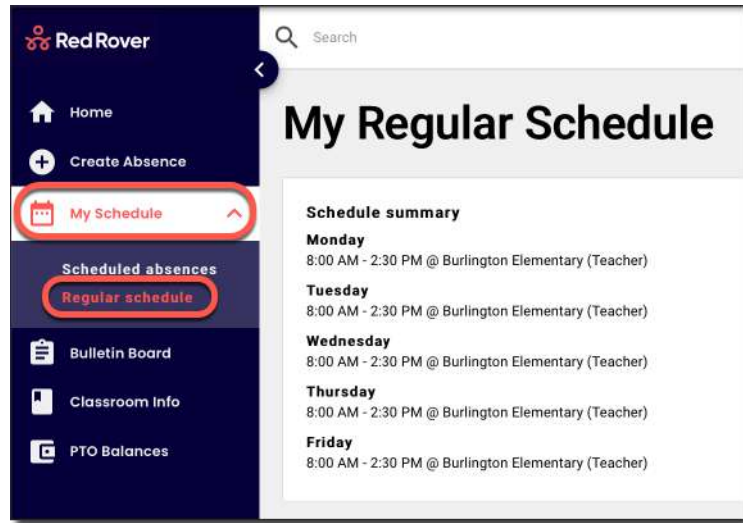 Red Rover
Search
Home
Create Absence
My Schedule
Scheduled absences
Regular schedule
Bulletin Board
Classroom Info
PTO Balances
My Regular Schedule
Schedule summary
Monday
8:00 AM - 2:30 PM @ Burlington Elementary (Teacher)
Tuesday
8:00 AM - 2:30 PM @ Burlington Elementary (Teacher)
Wednesday
8:00 AM - 2:30 PM @ Burlington Elementary (Teacher)
Thursday
8:00 AM - 2:30 PM @ Burlington Elementary (Teacher)
Friday
8:00 AM - 2:30 PM @ Burlington Elementary (Teacher)